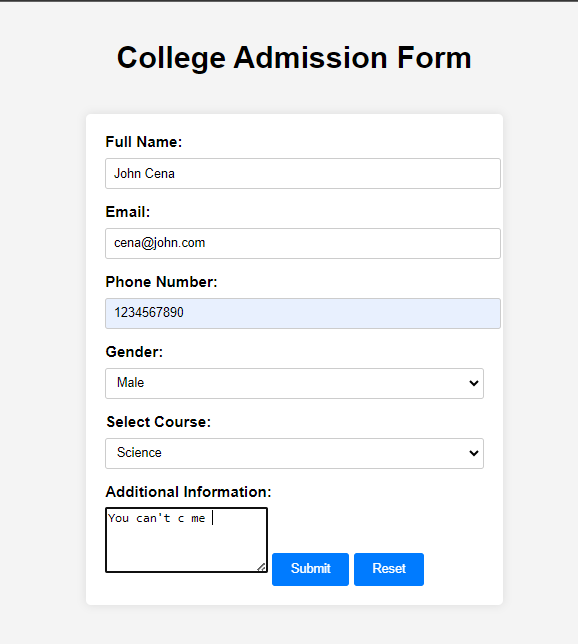 College Admission Form
Full Name:
John Cena
Email:
cena@john.com
Phone Number:
1234567890
Gender:
Male
Select Course:
Science
Additional Information:
You can't c me
Submit Reset